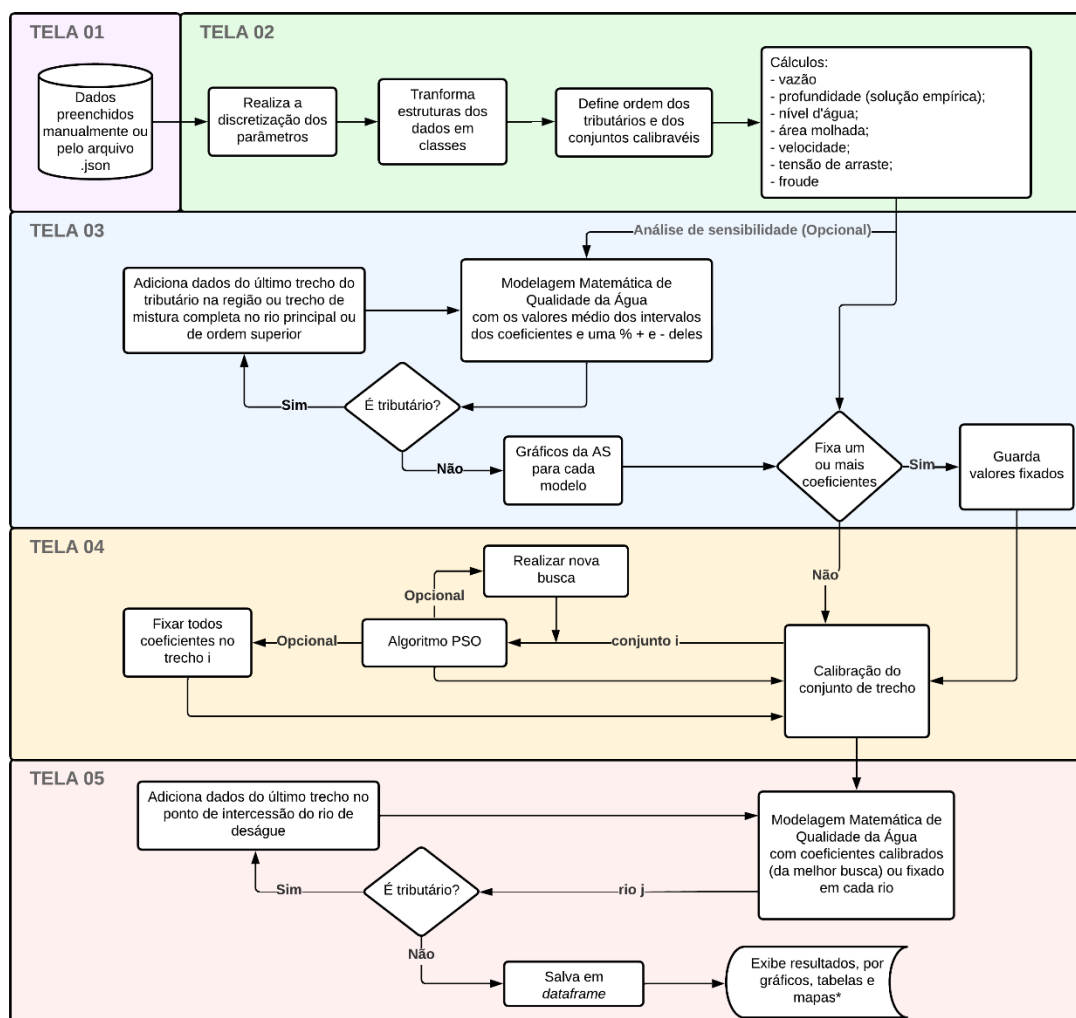 TELA 01
Dados
preenchidos
manualmente ou
pelo arquivo
.json
TELA 02
Realiza a
discretização dos
parâmetros
Tranforma
estruturas dos
dados em
classes
Define ordem dos
tributários e dos
conjuntos calibravéis
Cálculos:
- vazão
- profundidade (solução empírica);
- nível d'água;
- área molhada;
- velocidade;
- tensão de arraste;
- froude
TELA 03
Análise de sensibilidade (Opcional)
Adiciona dados do último trecho do
tributário na região ou trecho de
mistura completa no rio principal ou
de ordem superior
Modelagem Matemática de
Qualidade da Água
com os valores médio dos intervalos
dos coeficientes e uma % + e - deles
É tributário?
Sim
Não
Gráficos da AS
para cada
modelo
Fixa um
ou mais
coeficientes
Sim
Guarda
valores fixados
Não
TELA 04
Realizar nova
busca
Opcional
Fixar todos
coeficientes no
trecho i
Opcional
Algoritmo PSO
conjunto i
Calibração do
conjunto de trecho
TELA 05
Adiciona dados do último trecho no
ponto de intercessão do rio de
deságue
Modelagem Matemática de
Qualidade da Água
com coeficientes calibrados
(da melhor busca) ou fixado
em cada rio
Sim
É tributário?
rio j
Não
Salva em
dataframe
Exibe resultados, por
gráficos, tabelas e
mapas*